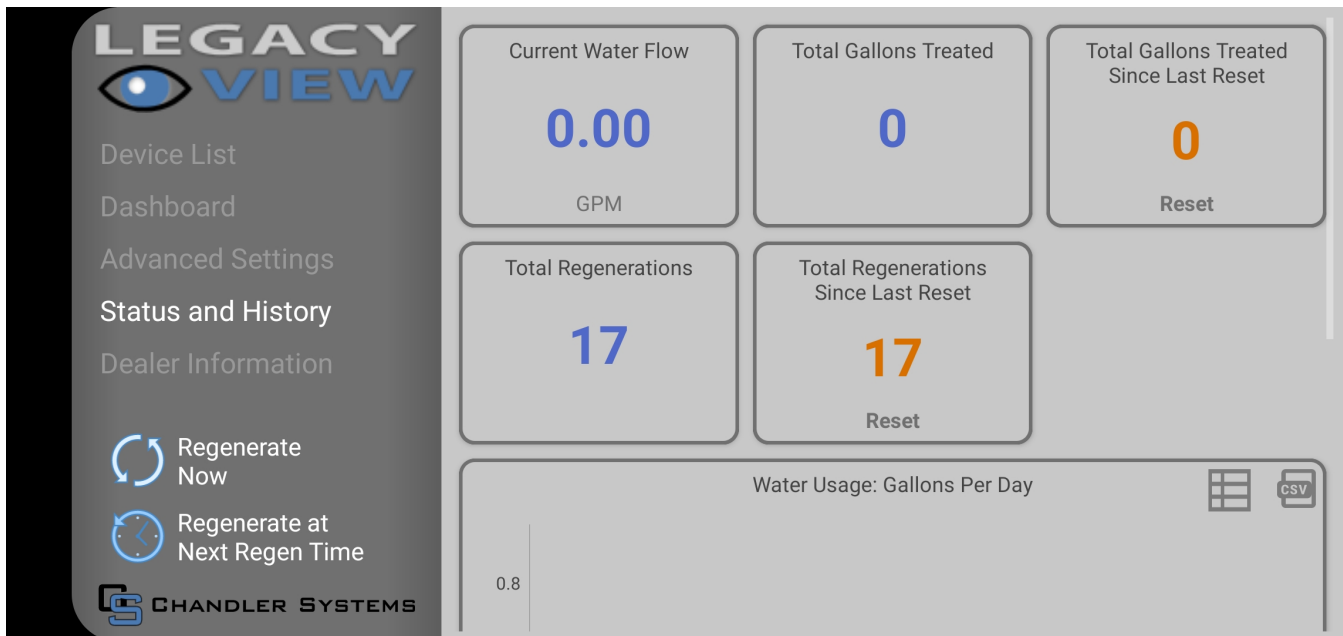 LEGACY
VIEW
Device List
Dashboard
Advanced Settings
Status and History
Dealer Information
Regenerate
Now
Regenerate at
Next Regen Time
CS CHANDLER SYSTEMS
Current Water Flow
0.00
GPM
Total Gallons Treated
0
Total Gallons Treated
Since Last Reset
0
Reset
Total Regenerations
17
Total Regenerations
Since Last Reset
17
Reset
Water Usage: Gallons Per Day
CSV
0.8